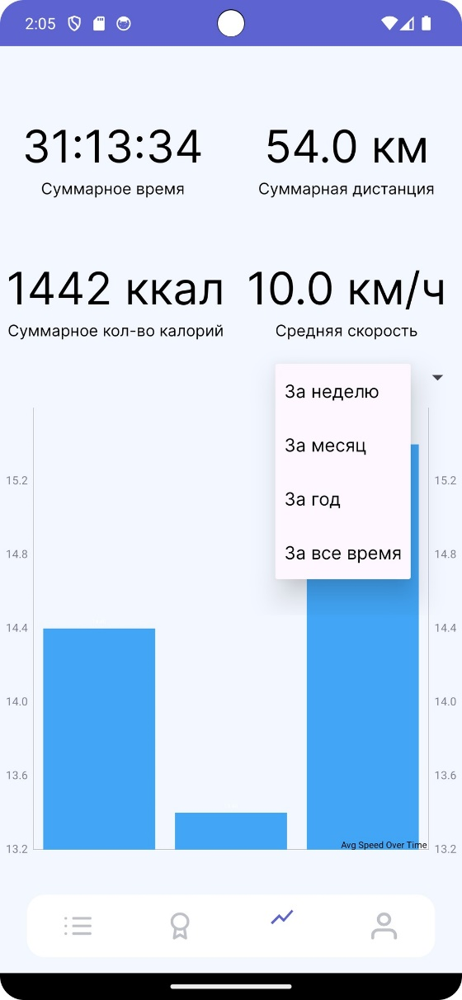 2:05
31:13:34
54.0 км
Суммарное время
Суммарная дистанция
1442 ккал
10.0 км/ч
Суммарное кол-во калорий
Средняя скорость
За неделю
За месяц
За год
За все время
15.2
15.2
14.8
14.8
14.4
14.4
14.0
14.0
13.6
13.6
13.2
Avg Speed Over Time
13.2